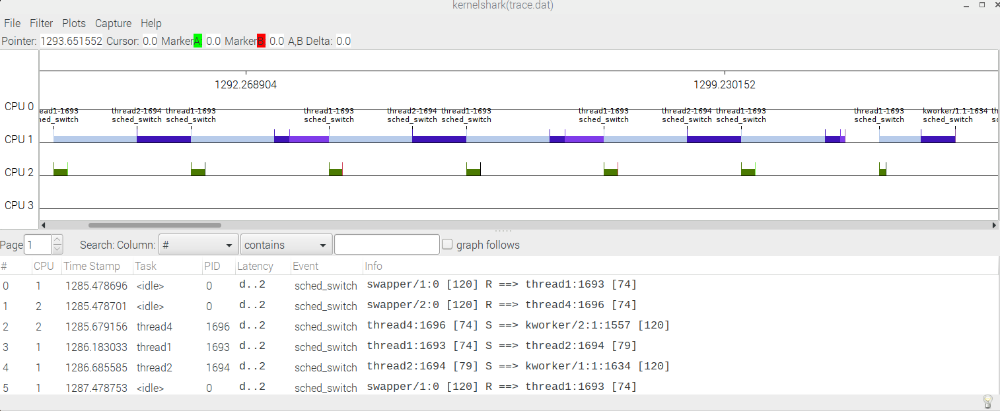 kernelshark(trace.dat)
File Filter Plots Capture Help
Pointer: 1293.651552 Cursor: 0.0 Marker A: 0.0 Marker B 0.0 A,B Delta: 0.0
1292.268904 1299.230152
CPU 0
ead1-1693 thread2-1694 thread1-1693 thread1-1693 thread2-1694 thread1-1693 thread1-1693 thread2-1694 thread1-1693 thread1-1693 kworker/1:1-1634 th
ned_switch sched_switch sched_switch sched_switch sched_switch sched_switch sched_switch sched_switch sched_switch sched_switch sched_switch sc
CPU 1
CPU 2
CPU 3
Page 1 Search: Column: # contains graph follows
# CPU Time Stamp Task PID Latency Event Info
0 1 1285.478696 <idle> 0 d..2 sched_switch swapper/1:0 [120] R ==> thread1:1693 [74]
1 2 1285.478701 <idle> 0 d..2 sched_switch swapper/2:0 [120] R ==> thread4:1696 [74]
2 2 1285.679156 thread4 1696 d..2 sched_switch thread4:1696 [74] S ==> kworker/2:1:1557 [120]
3 1 1286.183033 thread1 1693 d..2 sched_switch thread1:1693 [74] S ==> thread2:1694 [79]
4 1 1286.685585 thread2 1694 d..2 sched_switch thread2:1694 [79] S ==> kworker/1:1:1634 [120]
5 1 1287.478753 <idle> 0 d..2 sched_switch swapper/1:0 [120] R ==> thread1:1693 [74]